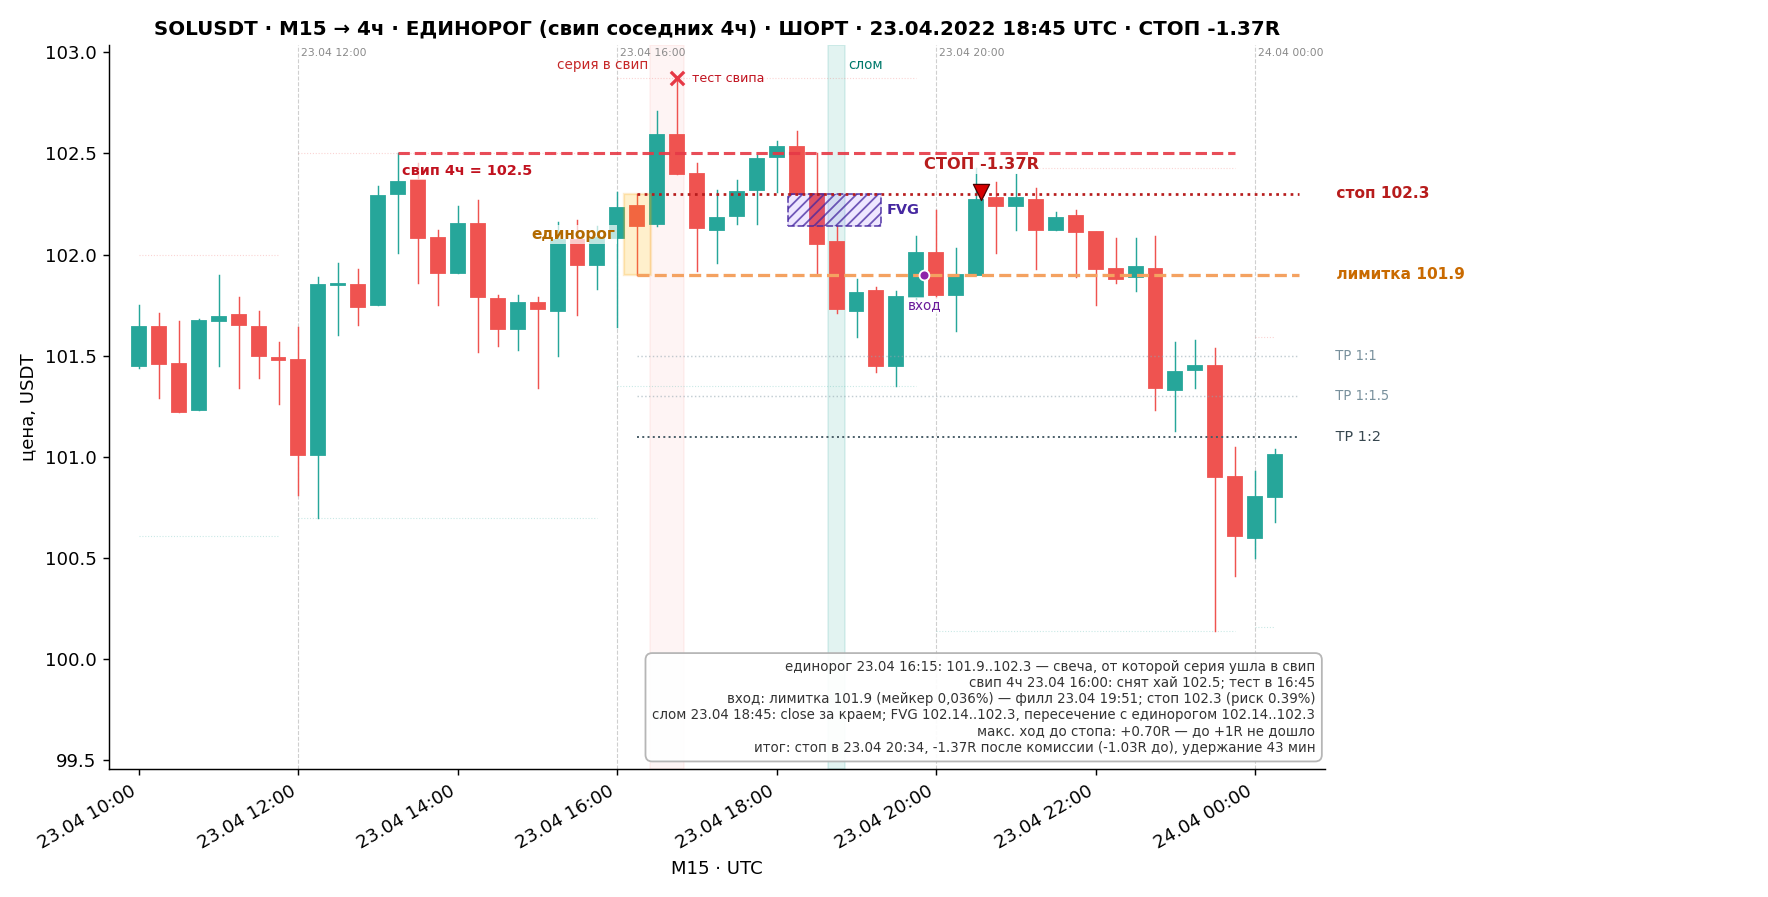 SOLUSDT · M15 → 4ч · ЕДИНОРОГ (свип соседних 4ч) · ШОРТ · 23.04.2022 18:45 UTC · СТОП -1.37R
23.04 12:00
23.04 16:00
23.04 20:00
24.04 00:00
серия в свип
слом
тест свипа
свип 4ч = 102.5
СТОП -1.37R
стоп 102.3
FVG
единорог
лимитка 101.9
вход
TP 1:1
TP 1:1.5
TP 1:2
цена, USDT
103.0
102.5
102.0
101.5
101.0
100.5
100.0
99.5
единорог 23.04 16:15: 101.9..102.3 — свеча, от которой серия ушла в свип
свип 4ч 23.04 16:00: снят хай 102.5; тест в 16:45
вход: лимитка 101.9 (мейкер 0,036%) — филл 23.04 19:51; стоп 102.3 (риск 0.39%)
слом 23.04 18:45: close за краем; FVG 102.14..102.3, пересечение с единорогом 102.14..102.3
макс. ход до стопа: +0.70R — до +1R не дошло
итог: стоп в 23.04 20:34, -1.37R после комиссии (-1.03R до), удержание 43 мин
23.04 10:00
23.04 12:00
23.04 14:00
23.04 16:00
23.04 18:00
23.04 20:00
23.04 22:00
24.04 00:00
M15 · UTC